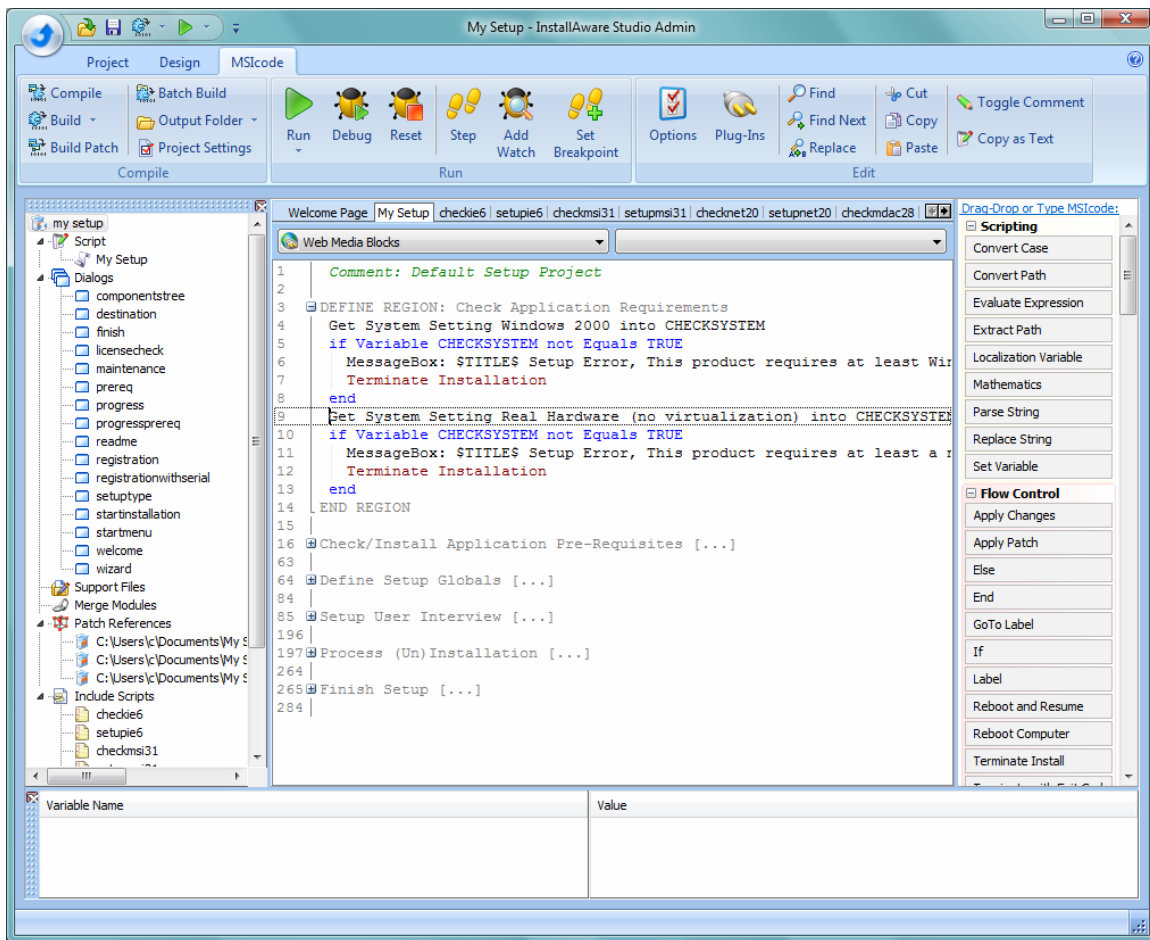 My Setup - InstallAware Studio Admin
Project Design MSIcode
Compile Batch Build
Build Output Folder
Build Patch Project Settings
Compile
Run Debug Reset Step Add Watch Set Breakpoint
Run
Options Plug-Ins
Find Cut
Find Next Copy
Replace Paste
Toggle Comment
Copy as Text
Edit
my setup
Script
My Setup
Dialogs
componentstree
destination
finish
licensecheck
maintenance
prereq
progress
progressprereq
readme
registration
registrationwithserial
setuptype
startinstallation
startmenu
welcome
wizard
Support Files
Merge Modules
Patch References
C:\Users\c\Documents\My S
C:\Users\c\Documents\My S
C:\Users\c\Documents\My S
Include Scripts
checkie6
setupie6
checkmsi31
Welcome Page My Setup checkie6 setupie6 checkmsi31 setupmsi31 checknet20 setupnet20 checkmdac28
Web Media Blocks
1 Comment: Default Setup Project
2
3 DEFINE REGION: Check Application Requirements
4 Get System Setting Windows 2000 into CHECKSYSTEM
5 if Variable CHECKSYSTEM not Equals TRUE
6 MessageBox: $TITLE$ Setup Error, This product requires at least Wir
7 Terminate Installation
8 end
9 Get System Setting Real Hardware (no virtualization) into CHECKSYSTEM
10 if Variable CHECKSYSTEM not Equals TRUE
11 MessageBox: $TITLE$ Setup Error, This product requires at least a r
12 Terminate Installation
13 end
14 END REGION
15
16 Check/Install Application Pre-Requisites [...]
63
64 Define Setup Globals [...]
84
85 Setup User Interview [...]
196
197 Process (Un)Installation [...]
264
265 Finish Setup [...]
284
Drag-Drop or Type MSIcode:
Scripting
Convert Case
Convert Path
Evaluate Expression
Extract Path
Localization Variable
Mathematics
Parse String
Replace String
Set Variable
Flow Control
Apply Changes
Apply Patch
Else
End
GoTo Label
If
Label
Reboot and Resume
Reboot Computer
Terminate Install
Variable Name Value